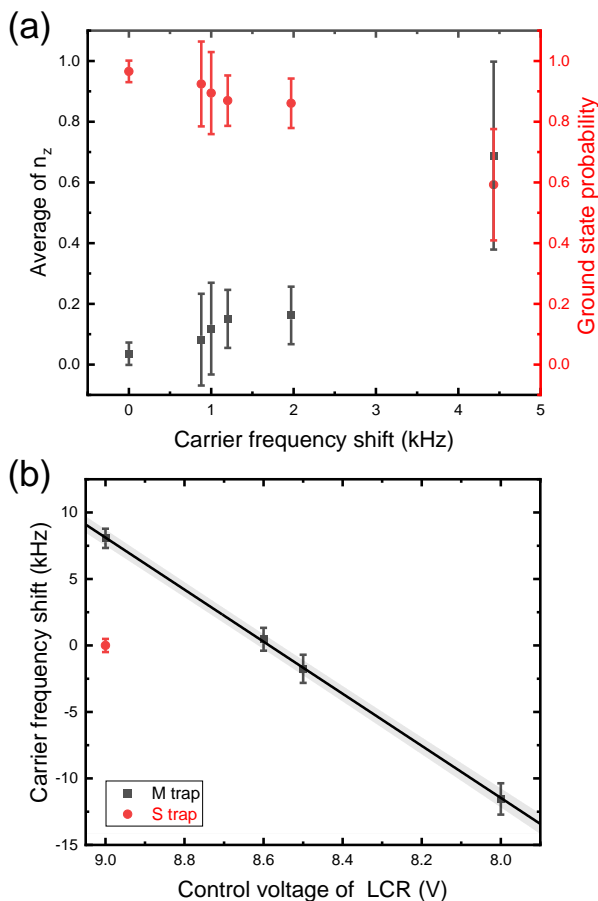 (a)
1.0
0.8
0.6
0.4
0.2
0.0
Average of n_z
1.0
0.8
0.6
0.4
0.2
0.0
Ground state probability
0 1 2 3 4 5
Carrier frequency shift (kHz)
(b)
10
5
0
-5
-10
-15
Carrier frequency shift (kHz)
M trap
S trap
9.0 8.8 8.6 8.4 8.2 8.0
Control voltage of LCR (V)